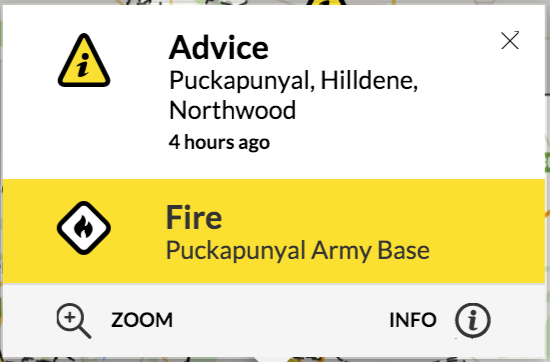 Advice
Puckapunyal, Hilldene,
Northwood
4 hours ago
Fire
Puckapunyal Army Base
ZOOM
INFO